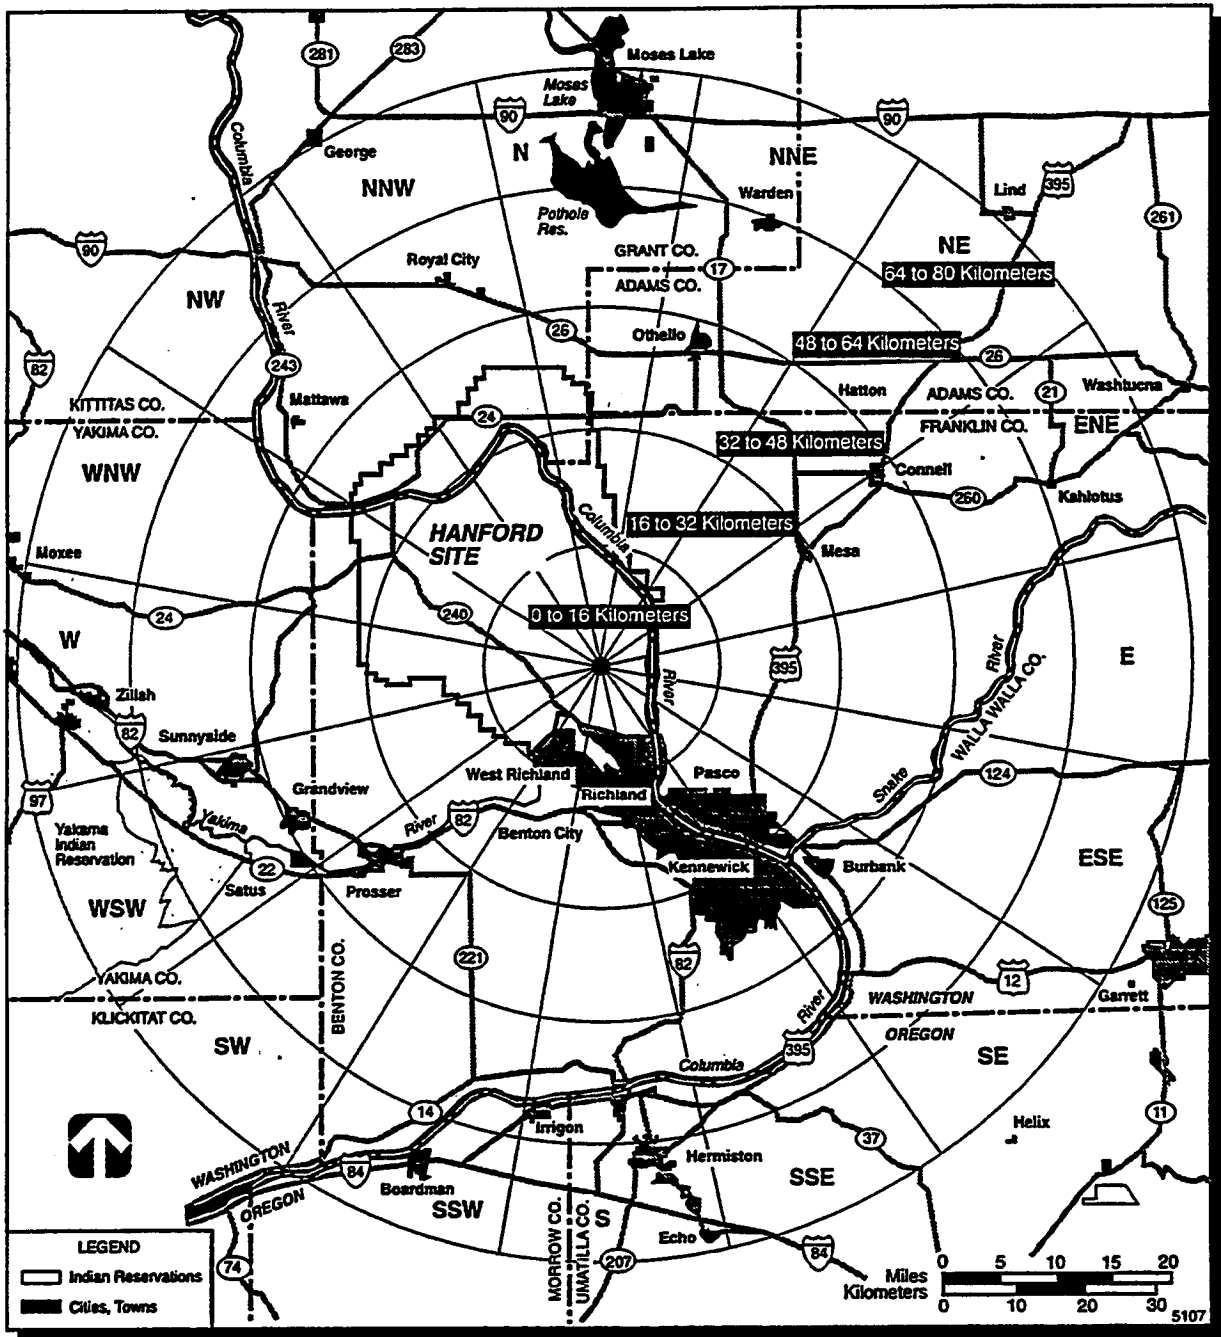 Moses Lake
281
283
Moses
Lake
90
90
Columbia
George
N
NNE
NNW
395
Lind
Warden
261
Pothole
Res.
GRANT CO.
NE
90
Royal City
17
64 to 80 Kilometers
ADAMS CO.
NW
River
26
Othello
48 to 64 Kilometers
26
82
243
Hatton
ADAMS CO.
21
Washtucna
Mattawa
KITTITAS CO.
24
FRANKLIN CO.
ENE
YAKIMA CO.
32 to 48 Kilometers
WNW
Connell
260
Kahlotus
Columbia
16 to 32 Kilometers
HANFORD
SITE
Moxee
Mesa
24
240
0 to 16 Kilometers
W
River
E
395
River
WALLA WALLA CO.
Zillah
82
Sunnyside
West Richland
Pasco
124
Snake
97
Grandview
Richland
Yakima
River
82
Benton City
Yakama
Indian
Reservation
Kennewick
Burbank
ESE
22
Satus
Prosser
WSW
125
221
82
YAKIMA CO.
12
Garrett
BENTON CO.
River
WASHINGTON
KLICKITAT CO.
OREGON
SW
395
SE
Columbia
14
Irrigon
37
Helix
11
WASHINGTON
84
Hermiston
Boardman
SSE
OREGON
SSW
MORROW CO.
UMATILLA CO.
S
Echo
84
LEGEND
74
207
Indian Reservations
Cities, Towns
0 5 10 15 20
Miles
Kilometers
0 10 20 30
5107